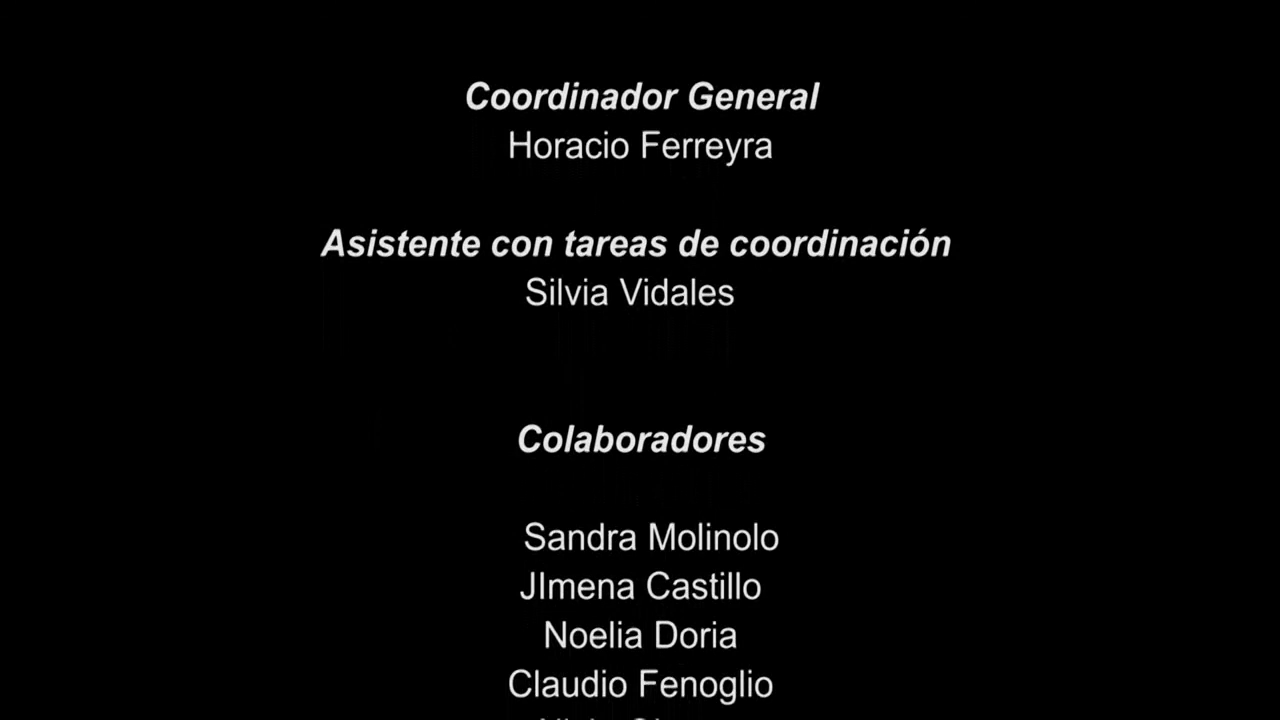 Coordinador General
Horacio Ferreyra
Asistente con tareas de coordinación
Silvia Vidales
Colaboradores
Sandra Molinolo
JImena Castillo
Noelia Doria
Claudio Fenoglio